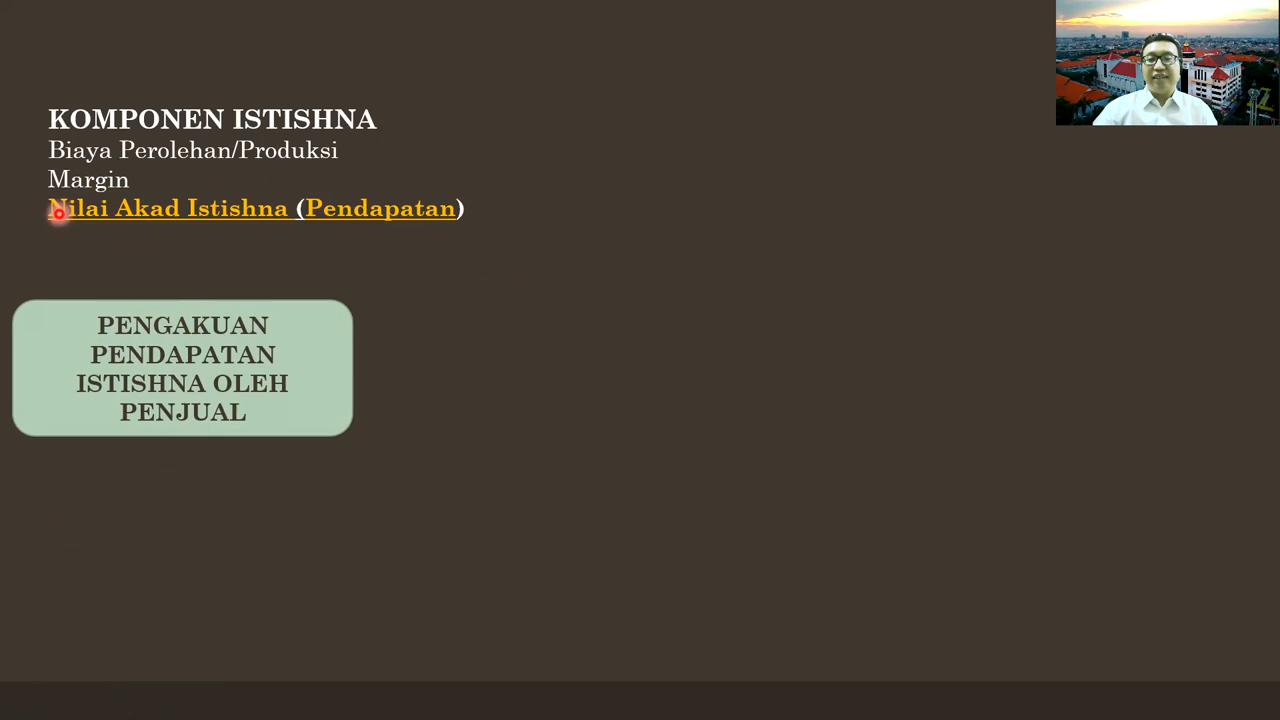 KOMPONEN ISTISHNA
Biaya Perolehan/Produksi
Margin
Nilai Akad Istishna (Pendapatan)
PENGAKUAN
PENDAPATAN
ISTISHNA OLEH
PENJUAL